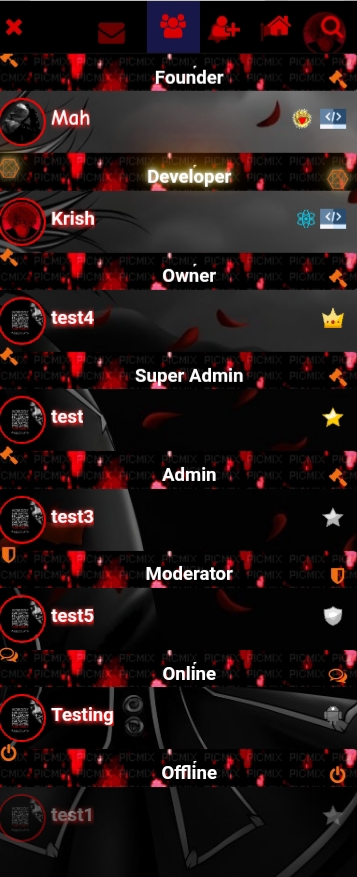 Founder
Mah
Developer
Krish
Owner
test4
Super Admin
test
Admin
test3
Moderator
test5
Online
Testing
Offline
test1